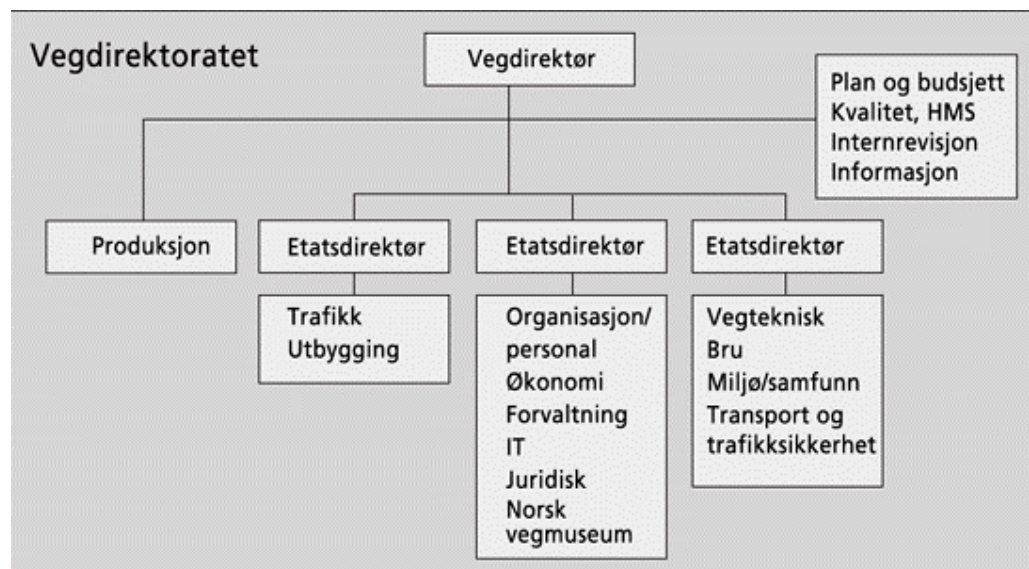 Vegdirektoratet
Vegdirektør
Plan og budsjett
Kvalitet, HMS
Internrevisjon
Informasjon
Produksjon
Etatsdirektør
Etatsdirektør
Etatsdirektør
Trafikk
Utbygging
Organisasjon/
personal
Økonomi
Forvaltning
IT
Juridisk
Norsk
vegmuseum
Vegteknisk
Bru
Miljø/samfunn
Transport og
trafikksikkerhet